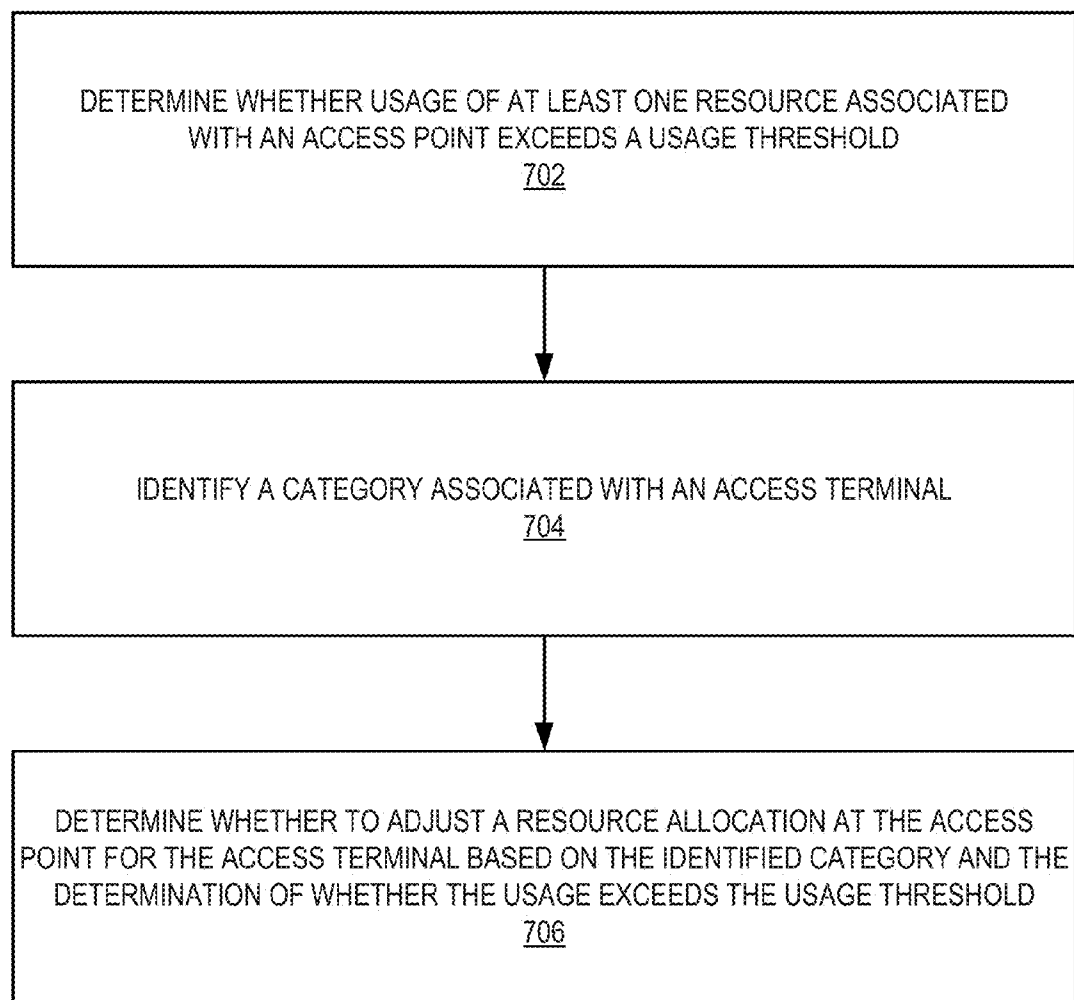 DETERMINE WHETHER USAGE OF AT LEAST ONE RESOURCE ASSOCIATED
WITH AN ACCESS POINT EXCEEDS A USAGE THRESHOLD
702
IDENTIFY A CATEGORY ASSOCIATED WITH AN ACCESS TERMINAL
704
DETERMINE WHETHER TO ADJUST A RESOURCE ALLOCATION AT THE ACCESS
POINT FOR THE ACCESS TERMINAL BASED ON THE IDENTIFIED CATEGORY AND THE
DETERMINATION OF WHETHER THE USAGE EXCEEDS THE USAGE THRESHOLD
706